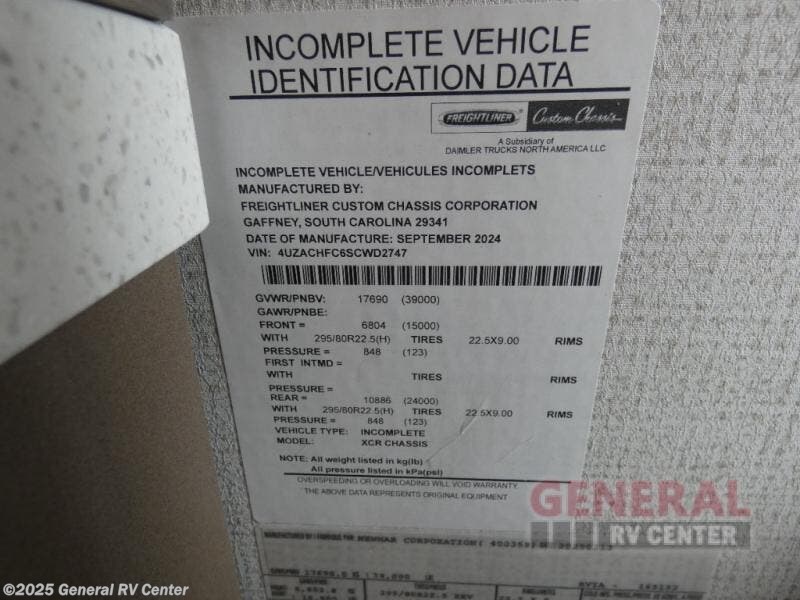 INCOMPLETE VEHICLE
IDENTIFICATION DATA
FREIGHTLINER Custom Chassis
A Subsidiary of
DAIMLER TRUCKS NORTH AMERICA LLC
INCOMPLETE VEHICLE/VEHICULES INCOMPLETS
MANUFACTURED BY:
FREIGHTLINER CUSTOM CHASSIS CORPORATION
GAFFNEY, SOUTH CAROLINA 29341
DATE OF MANUFACTURE: SEPTEMBER 2024
VIN: 4UZACHFC6SCWD2747
GVWR/PNBV: 17690 (39000)
GAWR/PNBE:
FRONT = 6804 (15000)
WITH 295/80R22.5(H) TIRES 22.5X9.00 RIMS
PRESSURE = 848 (123)
FIRST INTMD =
WITH TIRES RIMS
PRESSURE =
REAR = 10886 (24000)
WITH 295/80R22.5(H) TIRES 22.5X9.00 RIMS
PRESSURE = 848 (123)
VEHICLE TYPE: INCOMPLETE
MODEL: XCR CHASSIS
NOTE: All weight listed in kg(lb)
All pressure listed in kPa(psi)
OVERSPEEDING OR OVERLOADING WILL VOID WARRANTY
THE ABOVE DATA REPRESENTS ORIGINAL EQUIPMENT
GENERAL
RV CENTER
NEWMAR CORPORATION
©2025 General RV Center